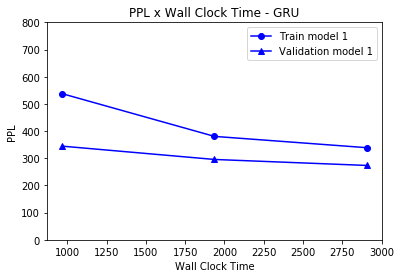 PPL x Wall Clock Time - GRU
800
700
600
500
400
300
200
100
0
PPL
Train model 1
Validation model 1
1000 1250 1500 1750 2000 2250 2500 2750 3000
Wall Clock Time